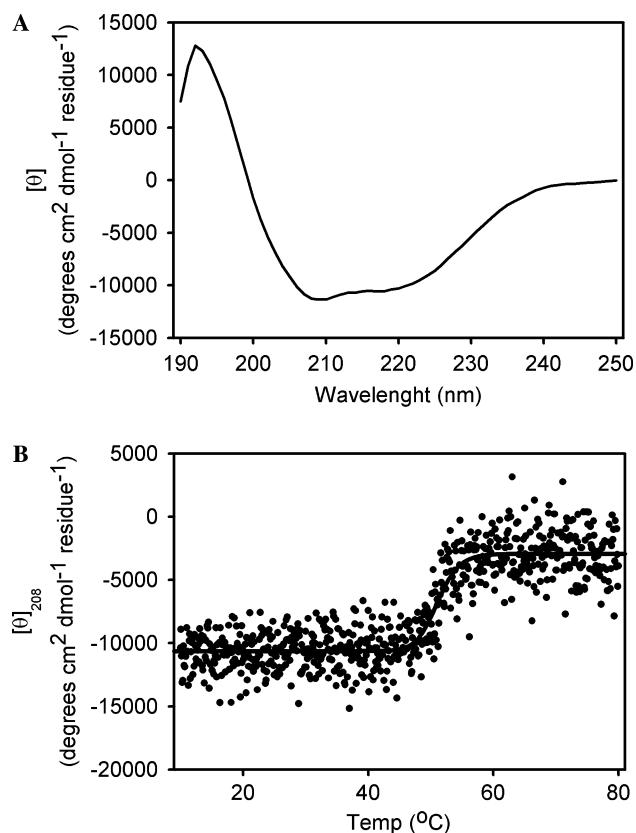 A
15000
10000
5000
0
-5000
-10000
-15000
[θ]
(degrees cm² dmol⁻¹ residue⁻¹)
190 200 210 220 230 240 250
Wavelenght (nm)
B
5000
0
-5000
-10000
-15000
-20000
[θ]₂₀₈
(degrees cm² dmol⁻¹ residue⁻¹)
20 40 60 80
Temp (ºC)